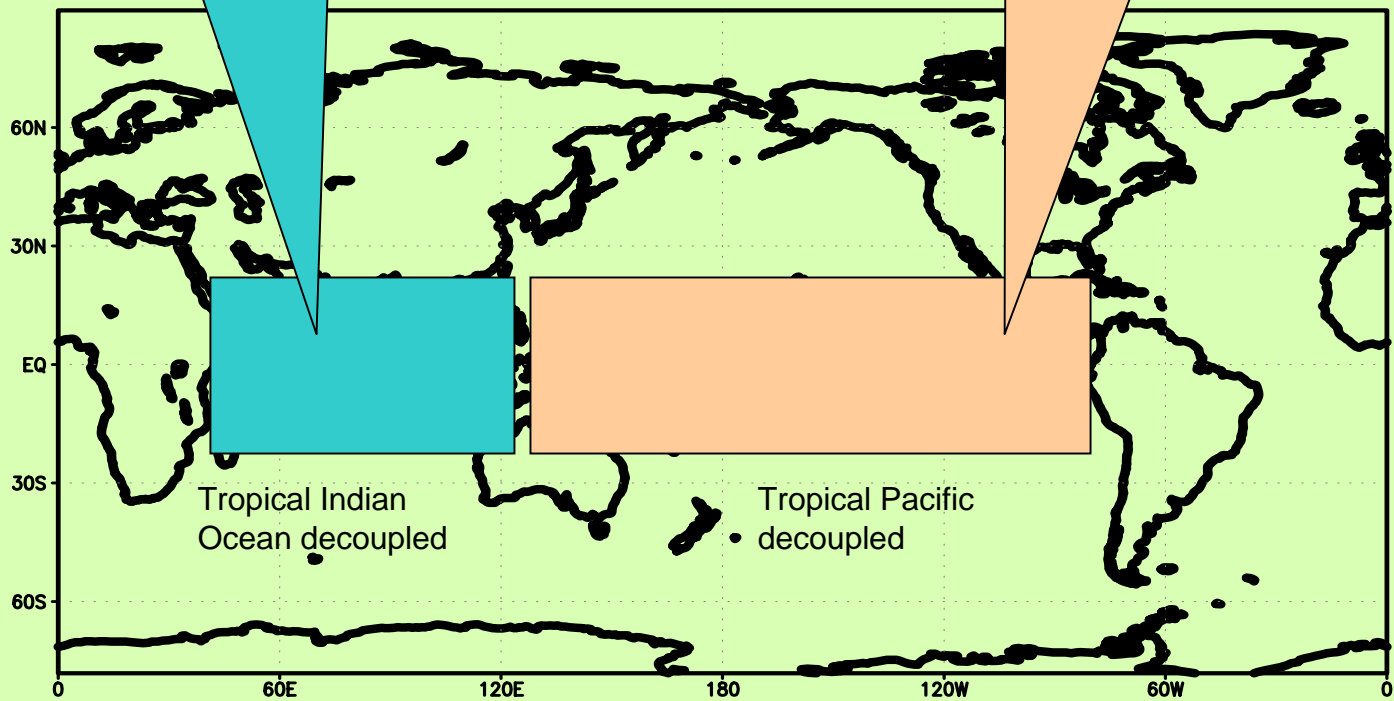 60N
30N
EQ
30S
60S
Tropical Indian
Ocean decoupled
Tropical Pacific
decoupled
0 60E 120E 180 120W 60W 0